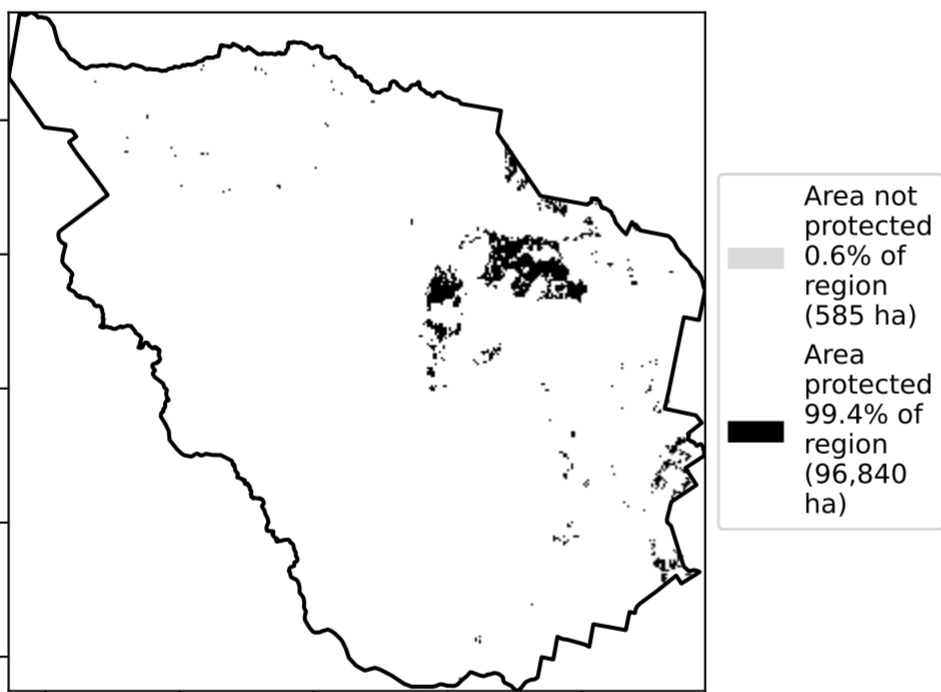 Area not
protected
0.6% of
region
(585 ha)
Area
protected
99.4% of
region
(96,840
ha)